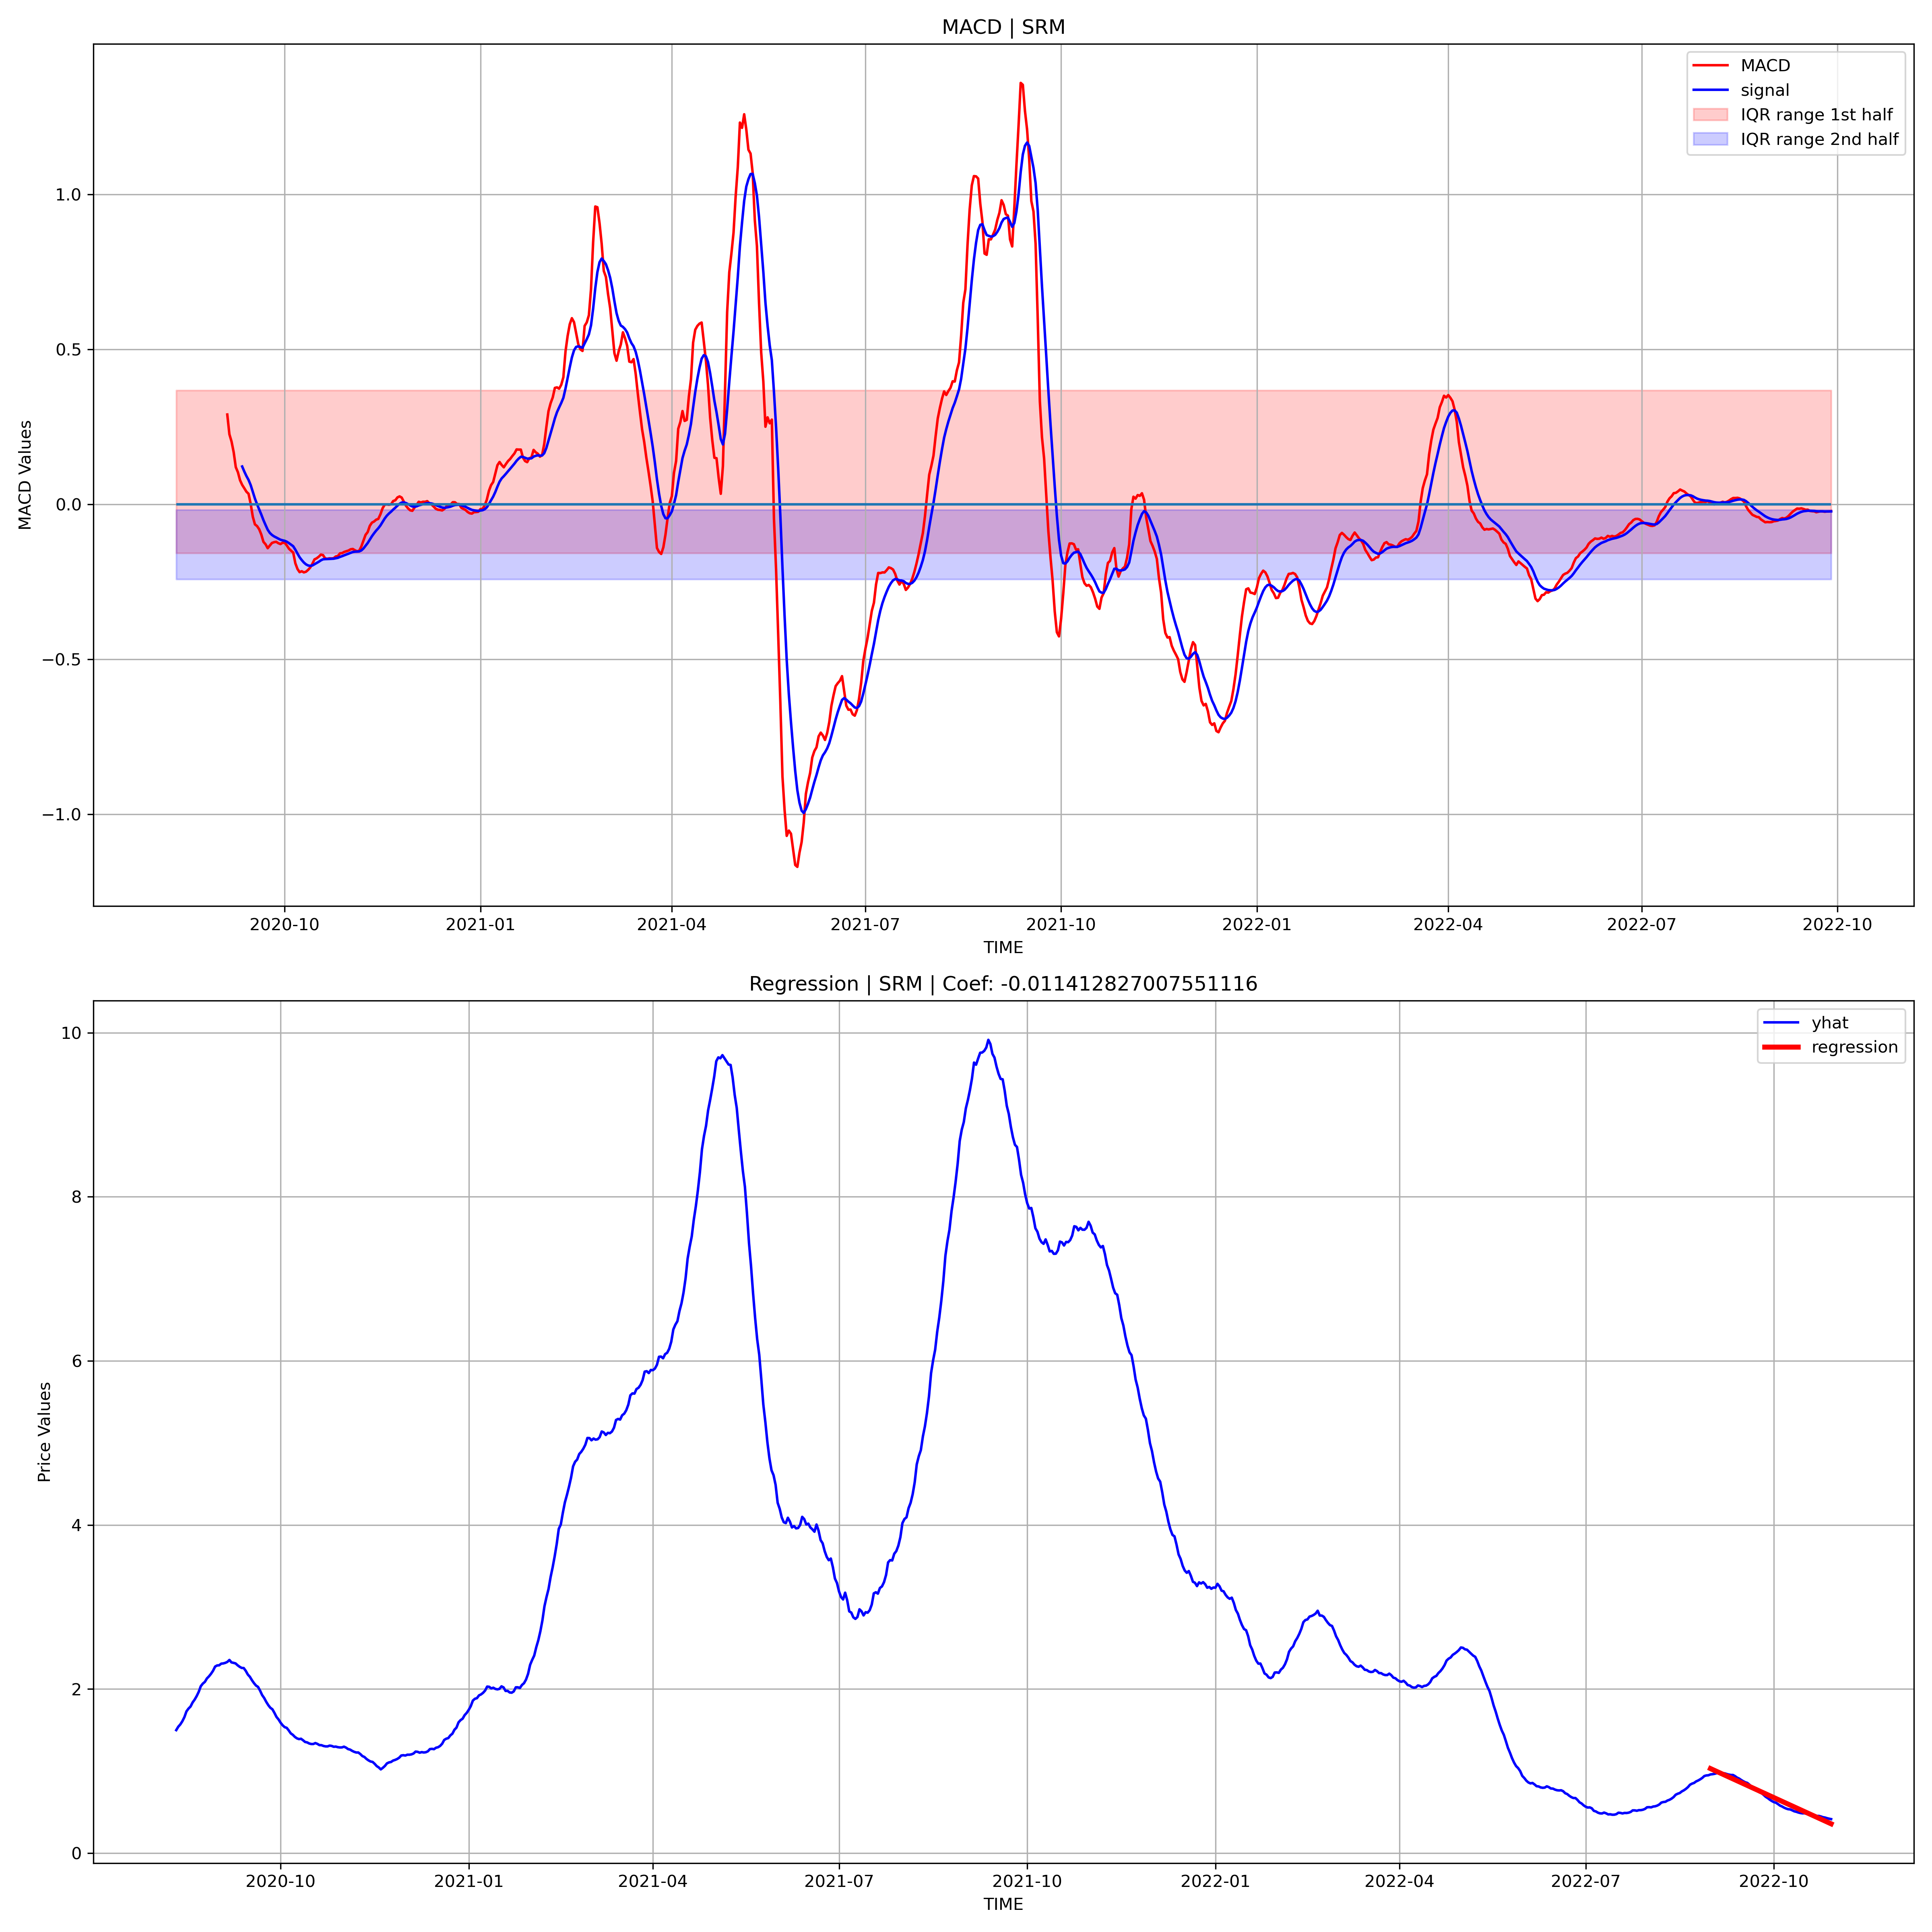 MACD | SRM
MACD
signal
IQR range 1st half
IQR range 2nd half
MACD Values
1.0
0.5
0.0
−0.5
−1.0
2020-10 2021-01 2021-04 2021-07 2021-10 2022-01 2022-04 2022-07 2022-10
TIME
Regression | SRM | Coef: -0.011412827007551116
yhat
regression
Price Values
10
8
6
4
2
0
2020-10 2021-01 2021-04 2021-07 2021-10 2022-01 2022-04 2022-07 2022-10
TIME